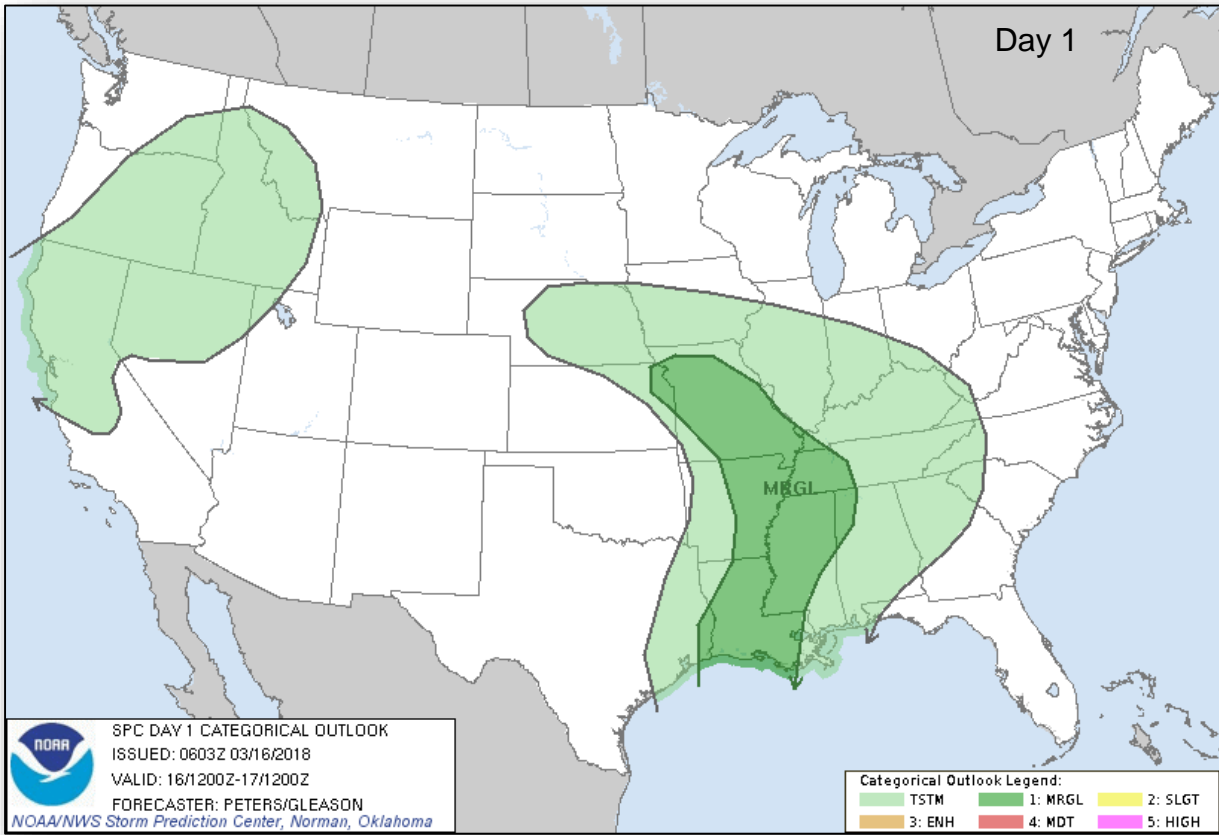 Day 1
MRGL
NOAA
SPC DAY 1 CATEGORICAL OUTLOOK
ISSUED: 0603Z 03/16/2018
VALID: 16/1200Z-17/1200Z
FORECASTER: PETERS/GLEASON
NOAA/NWS Storm Prediction Center, Norman, Oklahoma
Categorical Outlook Legend:
TSTM 1: MRGL 2: SLGT
3: ENH 4: MDT 5: HIGH